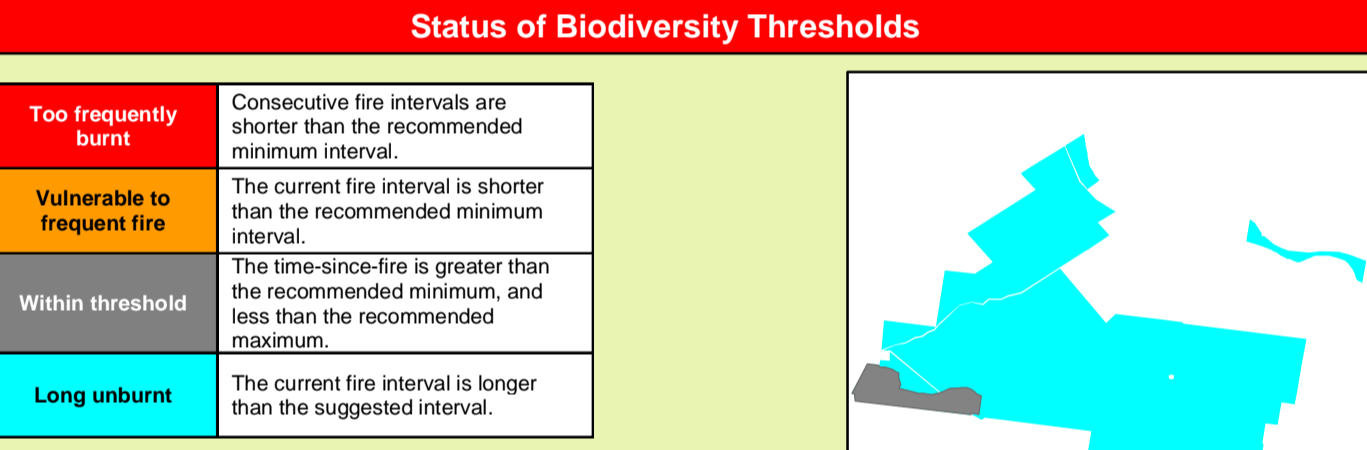 Status of Biodiversity Thresholds
Too frequently
burnt
Consecutive fire intervals are
shorter than the recommended
minimum interval.
Vulnerable to
frequent fire
The current fire interval is shorter
than the recommended minimum
interval.
Within threshold
The time-since-fire is greater than
the recommended minimum, and
less than the recommended
maximum.
Long unburnt
The current fire interval is longer
than the suggested interval.